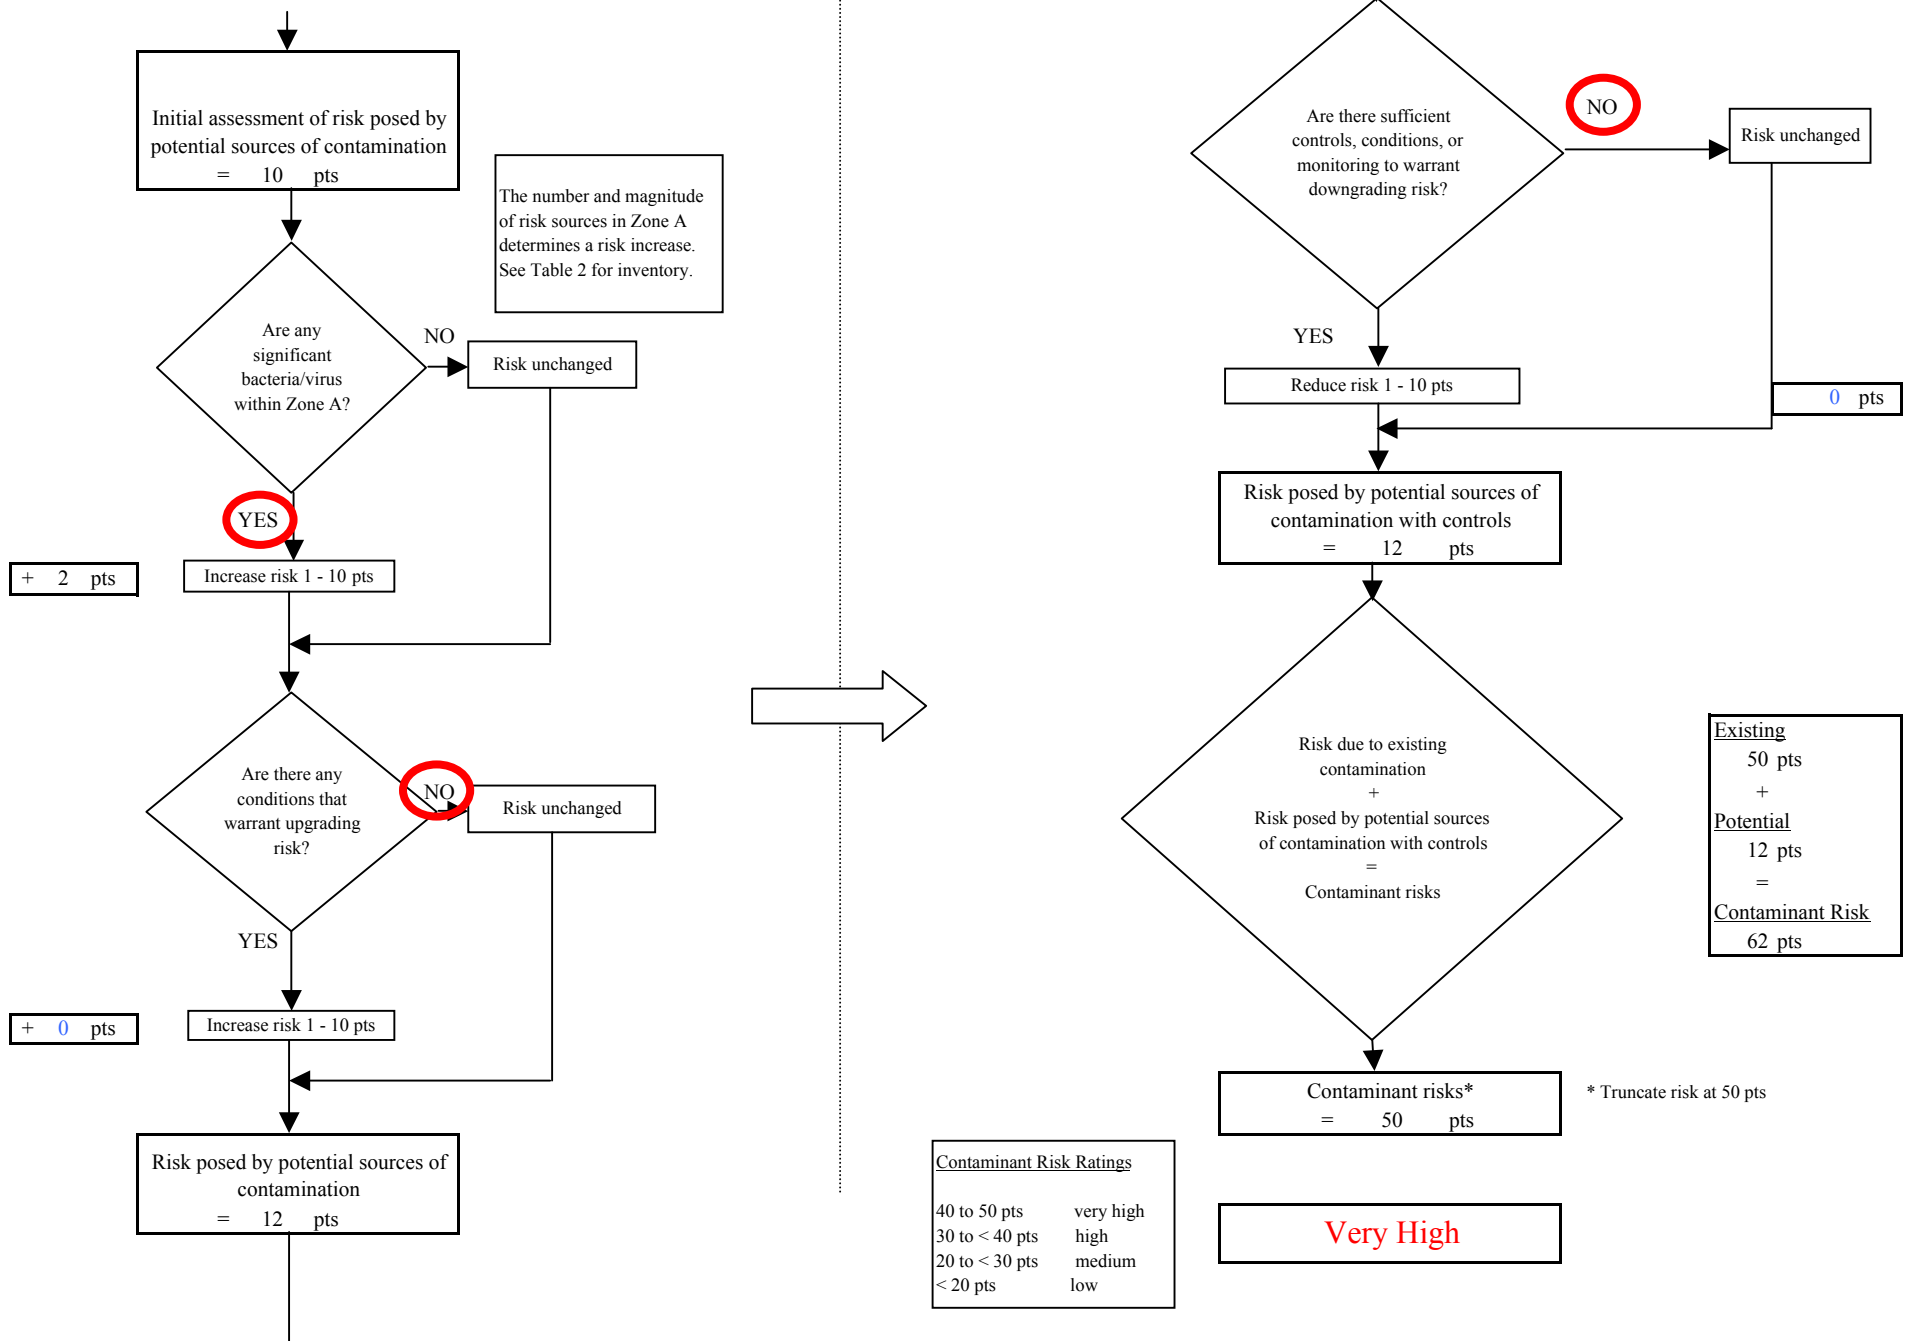 Initial assessment of risk posed by
potential sources of contamination
= 10 pts
The number and magnitude
of risk sources in Zone A
determines a risk increase.
See Table 2 for inventory.
Are any
significant
bacteria/virus
within Zone A?
NO
Risk unchanged
YES
+ 2 pts
Increase risk 1 - 10 pts
Are there any
conditions that
warrant upgrading
risk?
NO
Risk unchanged
YES
+ 0 pts
Increase risk 1 - 10 pts
Risk posed by potential sources of
contamination
= 12 pts
Are there sufficient
controls, conditions, or
monitoring to warrant
downgrading risk?
NO
Risk unchanged
YES
Reduce risk 1 - 10 pts
0 pts
Risk posed by potential sources of
contamination with controls
= 12 pts
Risk due to existing
contamination
+
Risk posed by potential sources
of contamination with controls
=
Contaminant risks
Existing
50 pts
+
Potential
12 pts
=
Contaminant Risk
62 pts
Contaminant risks*
= 50 pts
* Truncate risk at 50 pts
Contaminant Risk Ratings
40 to 50 pts very high
30 to < 40 pts high
20 to < 30 pts medium
< 20 pts low
Very High